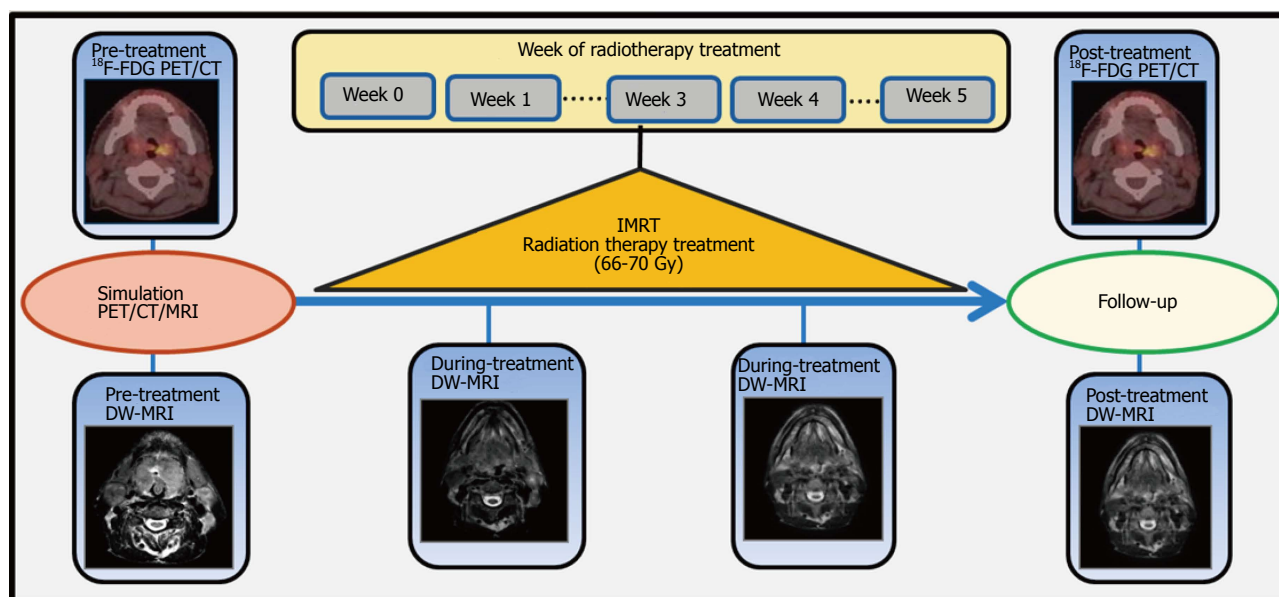 Pre-treatment
¹⁸F-FDG PET/CT
Week of radiotherapy treatment
Week 0
Week 1
Week 3
Week 4
Week 5
Post-treatment
¹⁸F-FDG PET/CT
IMRT
Radiation therapy treatment
(66-70 Gy)
Simulation
PET/CT/MRI
Follow-up
Pre-treatment
DW-MRI
During-treatment
DW-MRI
During-treatment
DW-MRI
Post-treatment
DW-MRI